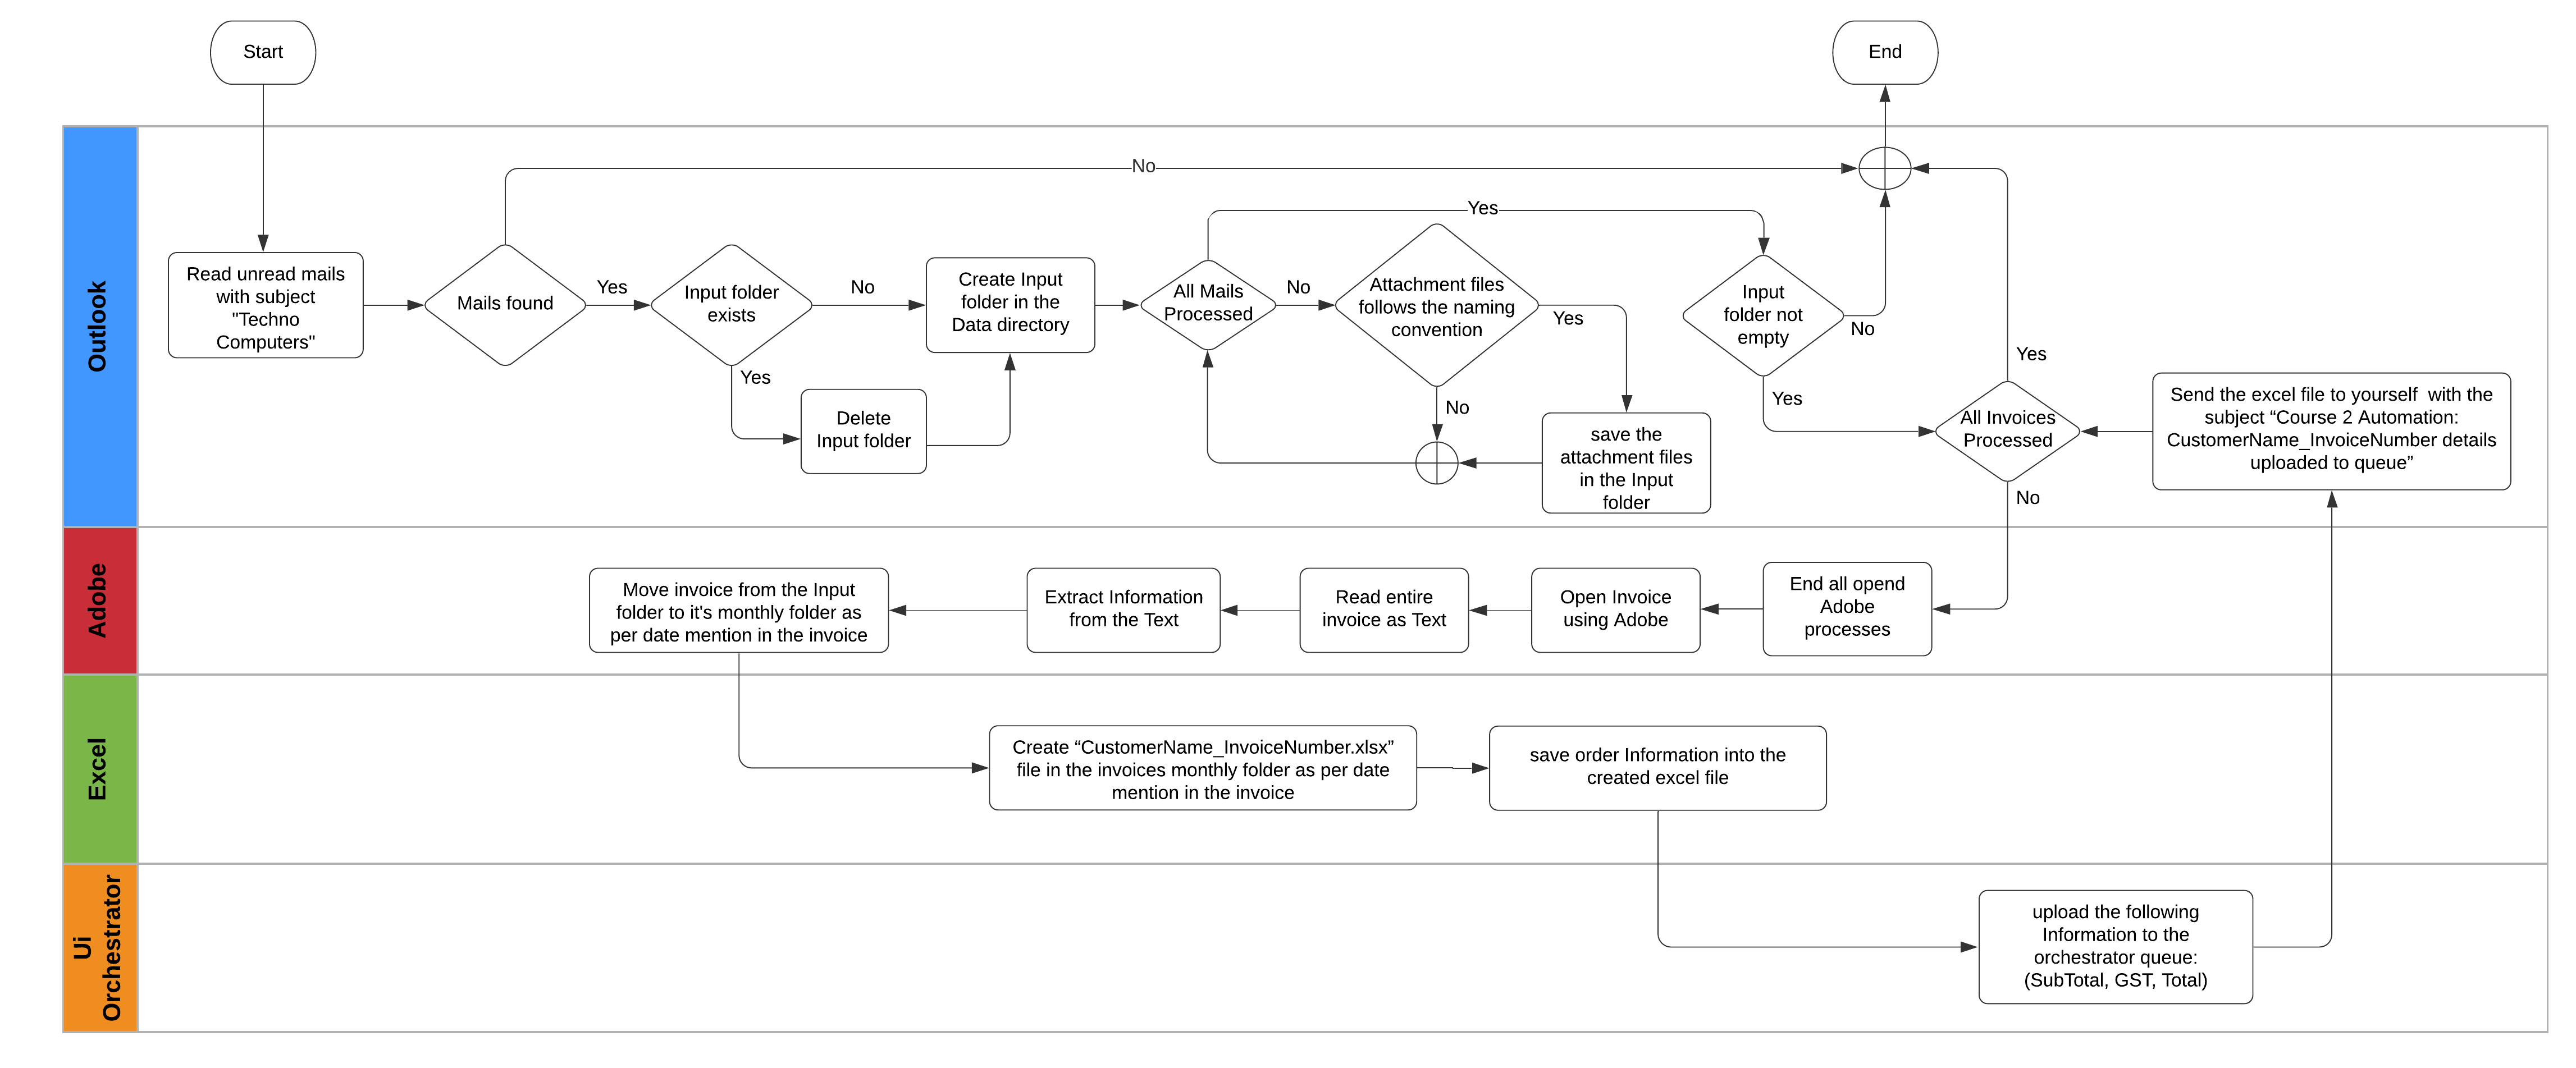 Start
End
Outlook
No
Read unread mails
with subject
"Techno
Computers"
Mails found
Yes
Input folder
exists
No
Yes
Delete
Input folder
Create Input
folder in the
Data directory
All Mails
Processed
Yes
No
Attachment files
follows the naming
convention
Yes
No
save the
attachment files
in the Input
folder
Input
folder not
empty
No
Yes
All Invoices
Processed
Yes
No
Send the excel file to yourself  with the
subject “Course 2 Automation:
CustomerName_InvoiceNumber details
uploaded to queue”
Adobe
End all opend
Adobe
processes
Open Invoice
using Adobe
Read entire
invoice as Text
Extract Information
from the Text
Move invoice from the Input
folder to it's monthly folder as
per date mention in the invoice
Excel
Create “CustomerName_InvoiceNumber.xlsx”
file in the invoices monthly folder as per date
mention in the invoice
save order Information into the
created excel file
Ui
Orchestrator
upload the following
Information to the
orchestrator queue:
(SubTotal, GST, Total)